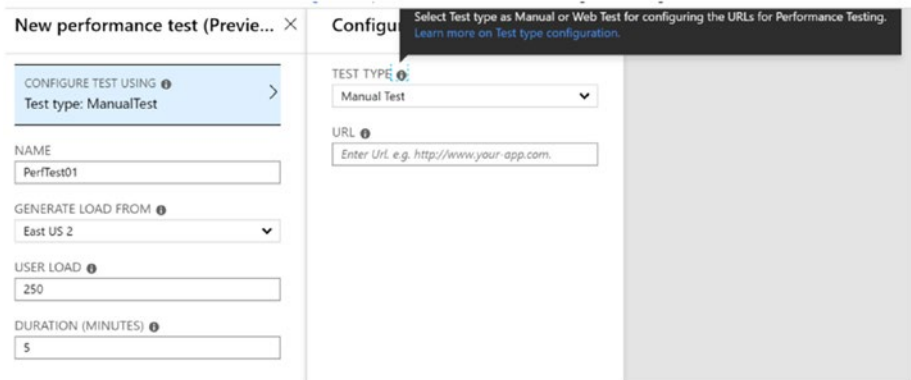 New performance test (Previe... ×
CONFIGURE TEST USING
Test type: ManualTest
NAME
PerfTest01
GENERATE LOAD FROM
East US 2
USER LOAD
250
DURATION (MINUTES)
5
Configu
Select Test type as Manual or Web Test for configuring the URLs for Performance Testing.
Learn more on Test type configuration.
TEST TYPE
Manual Test
URL
Enter Url. e.g. http://www.your-app.com.